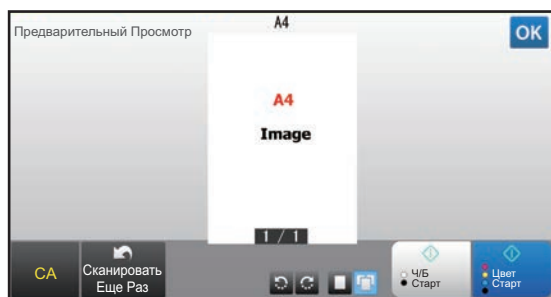 Предварительный Просмотр
A4
OK
A4
Image
1 / 1
CA
Сканировать
Еще Раз
Ч/Б
Старт
Цвет
Старт